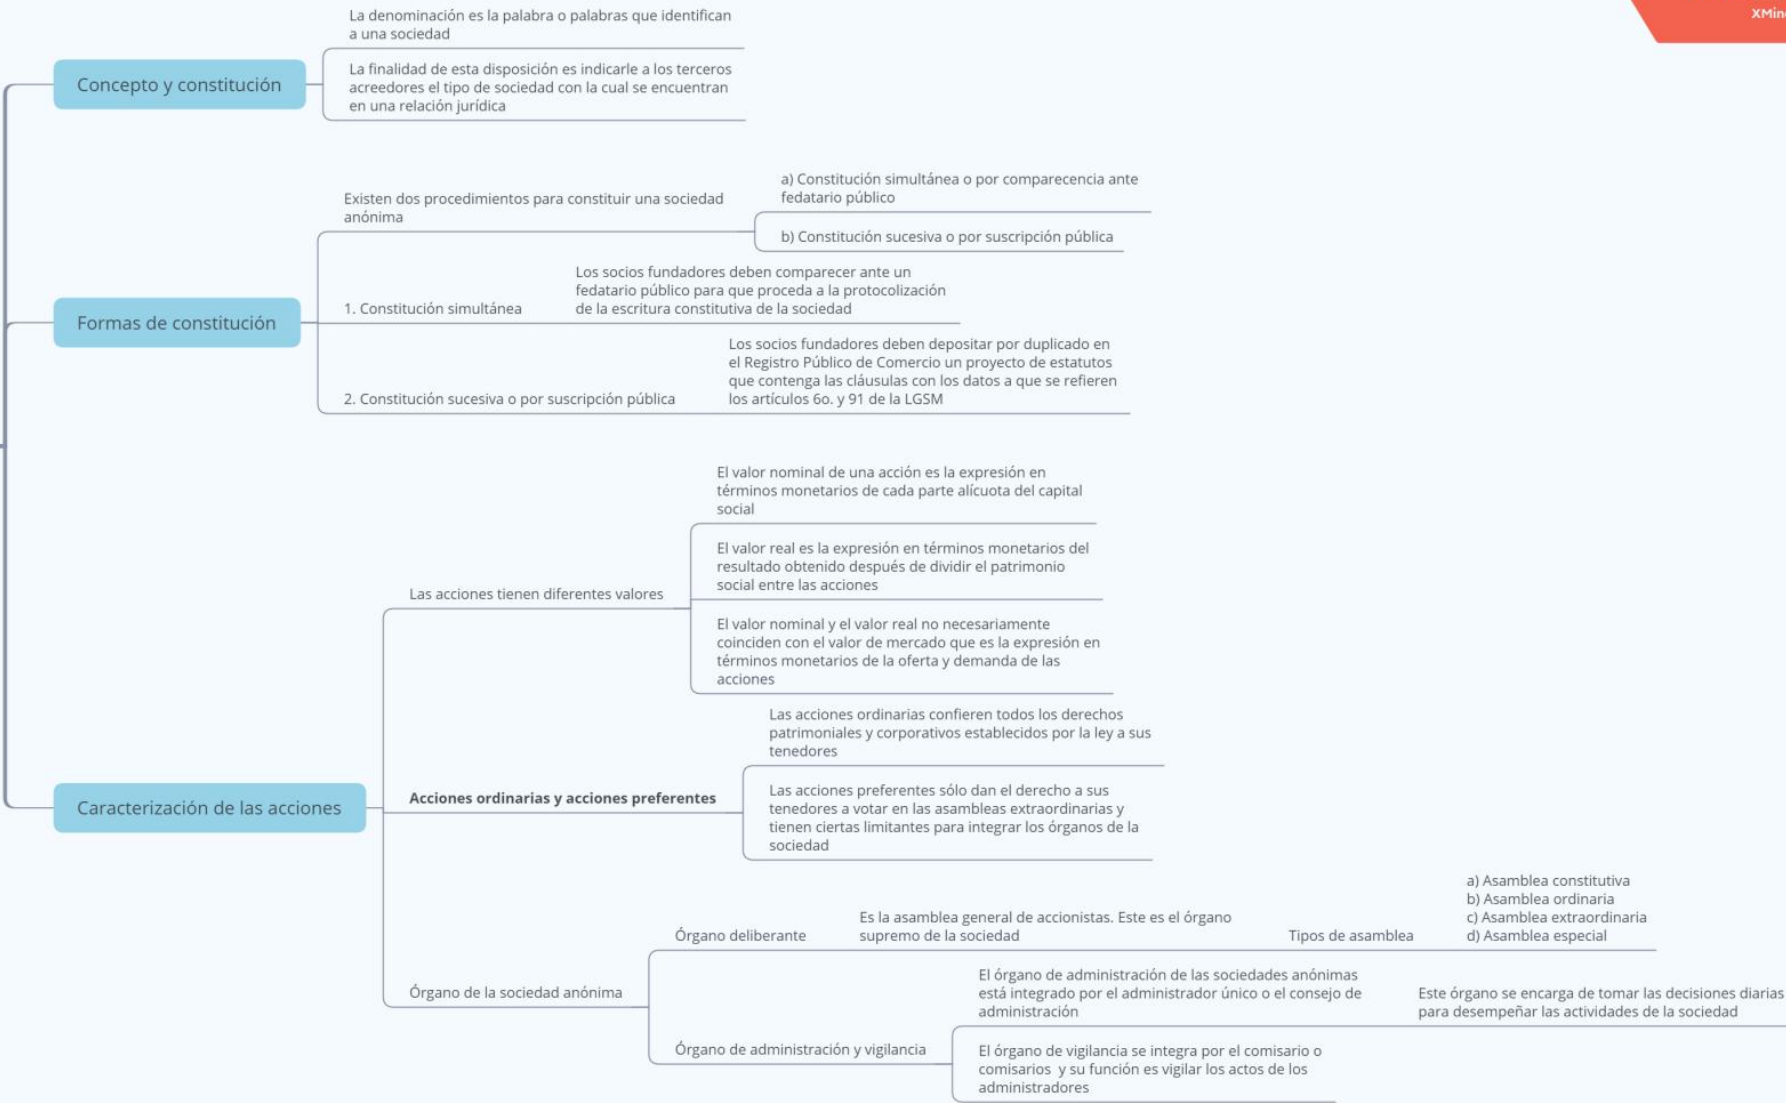 XMin
Concepto y constitución
La denominación es la palabra o palabras que identifican
a una sociedad
La finalidad de esta disposición es indicarle a los terceros
acreedores el tipo de sociedad con la cual se encuentran
en una relación jurídica
Formas de constitución
Existen dos procedimientos para constituir una sociedad
anónima
a) Constitución simultánea o por comparecencia ante
fedatario público
b) Constitución sucesiva o por suscripción pública
1. Constitución simultánea
Los socios fundadores deben comparecer ante un
fedatario público para que proceda a la protocolización
de la escritura constitutiva de la sociedad
2. Constitución sucesiva o por suscripción pública
Los socios fundadores deben depositar por duplicado en
el Registro Público de Comercio un proyecto de estatutos
que contenga las cláusulas con los datos a que se refieren
los artículos 6o. y 91 de la LGSM
Caracterización de las acciones
Las acciones tienen diferentes valores
El valor nominal de una acción es la expresión en
términos monetarios de cada parte alícuota del capital
social
El valor real es la expresión en términos monetarios del
resultado obtenido después de dividir el patrimonio
social entre las acciones
El valor nominal y el valor real no necesariamente
coinciden con el valor de mercado que es la expresión en
términos monetarios de la oferta y demanda de las
acciones
Acciones ordinarias y acciones preferentes
Las acciones ordinarias confieren todos los derechos
patrimoniales y corporativos establecidos por la ley a sus
tenedores
Las acciones preferentes sólo dan el derecho a sus
tenedores a votar en las asambleas extraordinarias y
tienen ciertas limitantes para integrar los órganos de la
sociedad
Órgano de la sociedad anónima
Órgano deliberante
Es la asamblea general de accionistas. Este es el órgano
supremo de la sociedad
Tipos de asamblea
a) Asamblea constitutiva
b) Asamblea ordinaria
c) Asamblea extraordinaria
d) Asamblea especial
Órgano de administración y vigilancia
El órgano de administración de las sociedades anónimas
está integrado por el administrador único o el consejo de
administración
Este órgano se encarga de tomar las decisiones diarias
para desempeñar las actividades de la sociedad
El órgano de vigilancia se integra por el comisario o
comisarios y su función es vigilar los actos de los
administradores